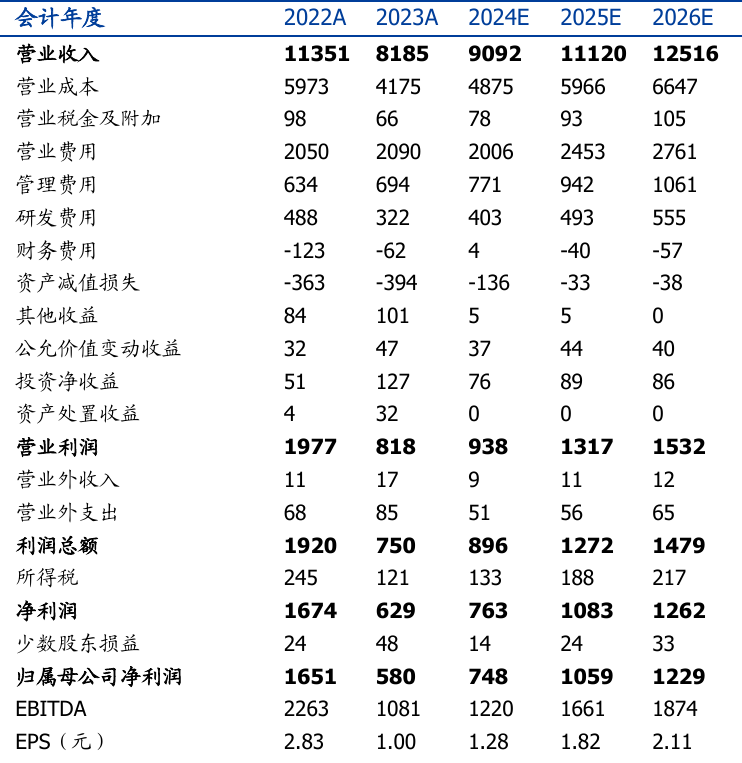 会计年度 2022A 2023A 2024E 2025E 2026E
营业收入 11351 8185 9092 11120 12516
营业成本 5973 4175 4875 5966 6647
营业税金及附加 98 66 78 93 105
营业费用 2050 2090 2006 2453 2761
管理费用 634 694 771 942 1061
研发费用 488 322 403 493 555
财务费用 -123 -62 4 -40 -57
资产减值损失 -363 -394 -136 -33 -38
其他收益 84 101 5 5 0
公允价值变动收益 32 47 37 44 40
投资净收益 51 127 76 89 86
资产处置收益 4 32 0 0 0
营业利润 1977 818 938 1317 1532
营业外收入 11 17 9 11 12
营业外支出 68 85 51 56 65
利润总额 1920 750 896 1272 1479
所得税 245 121 133 188 217
净利润 1674 629 763 1083 1262
少数股东损益 24 48 14 24 33
归属母公司净利润 1651 580 748 1059 1229
EBITDA 2263 1081 1220 1661 1874
EPS（元） 2.83 1.00 1.28 1.82 2.11